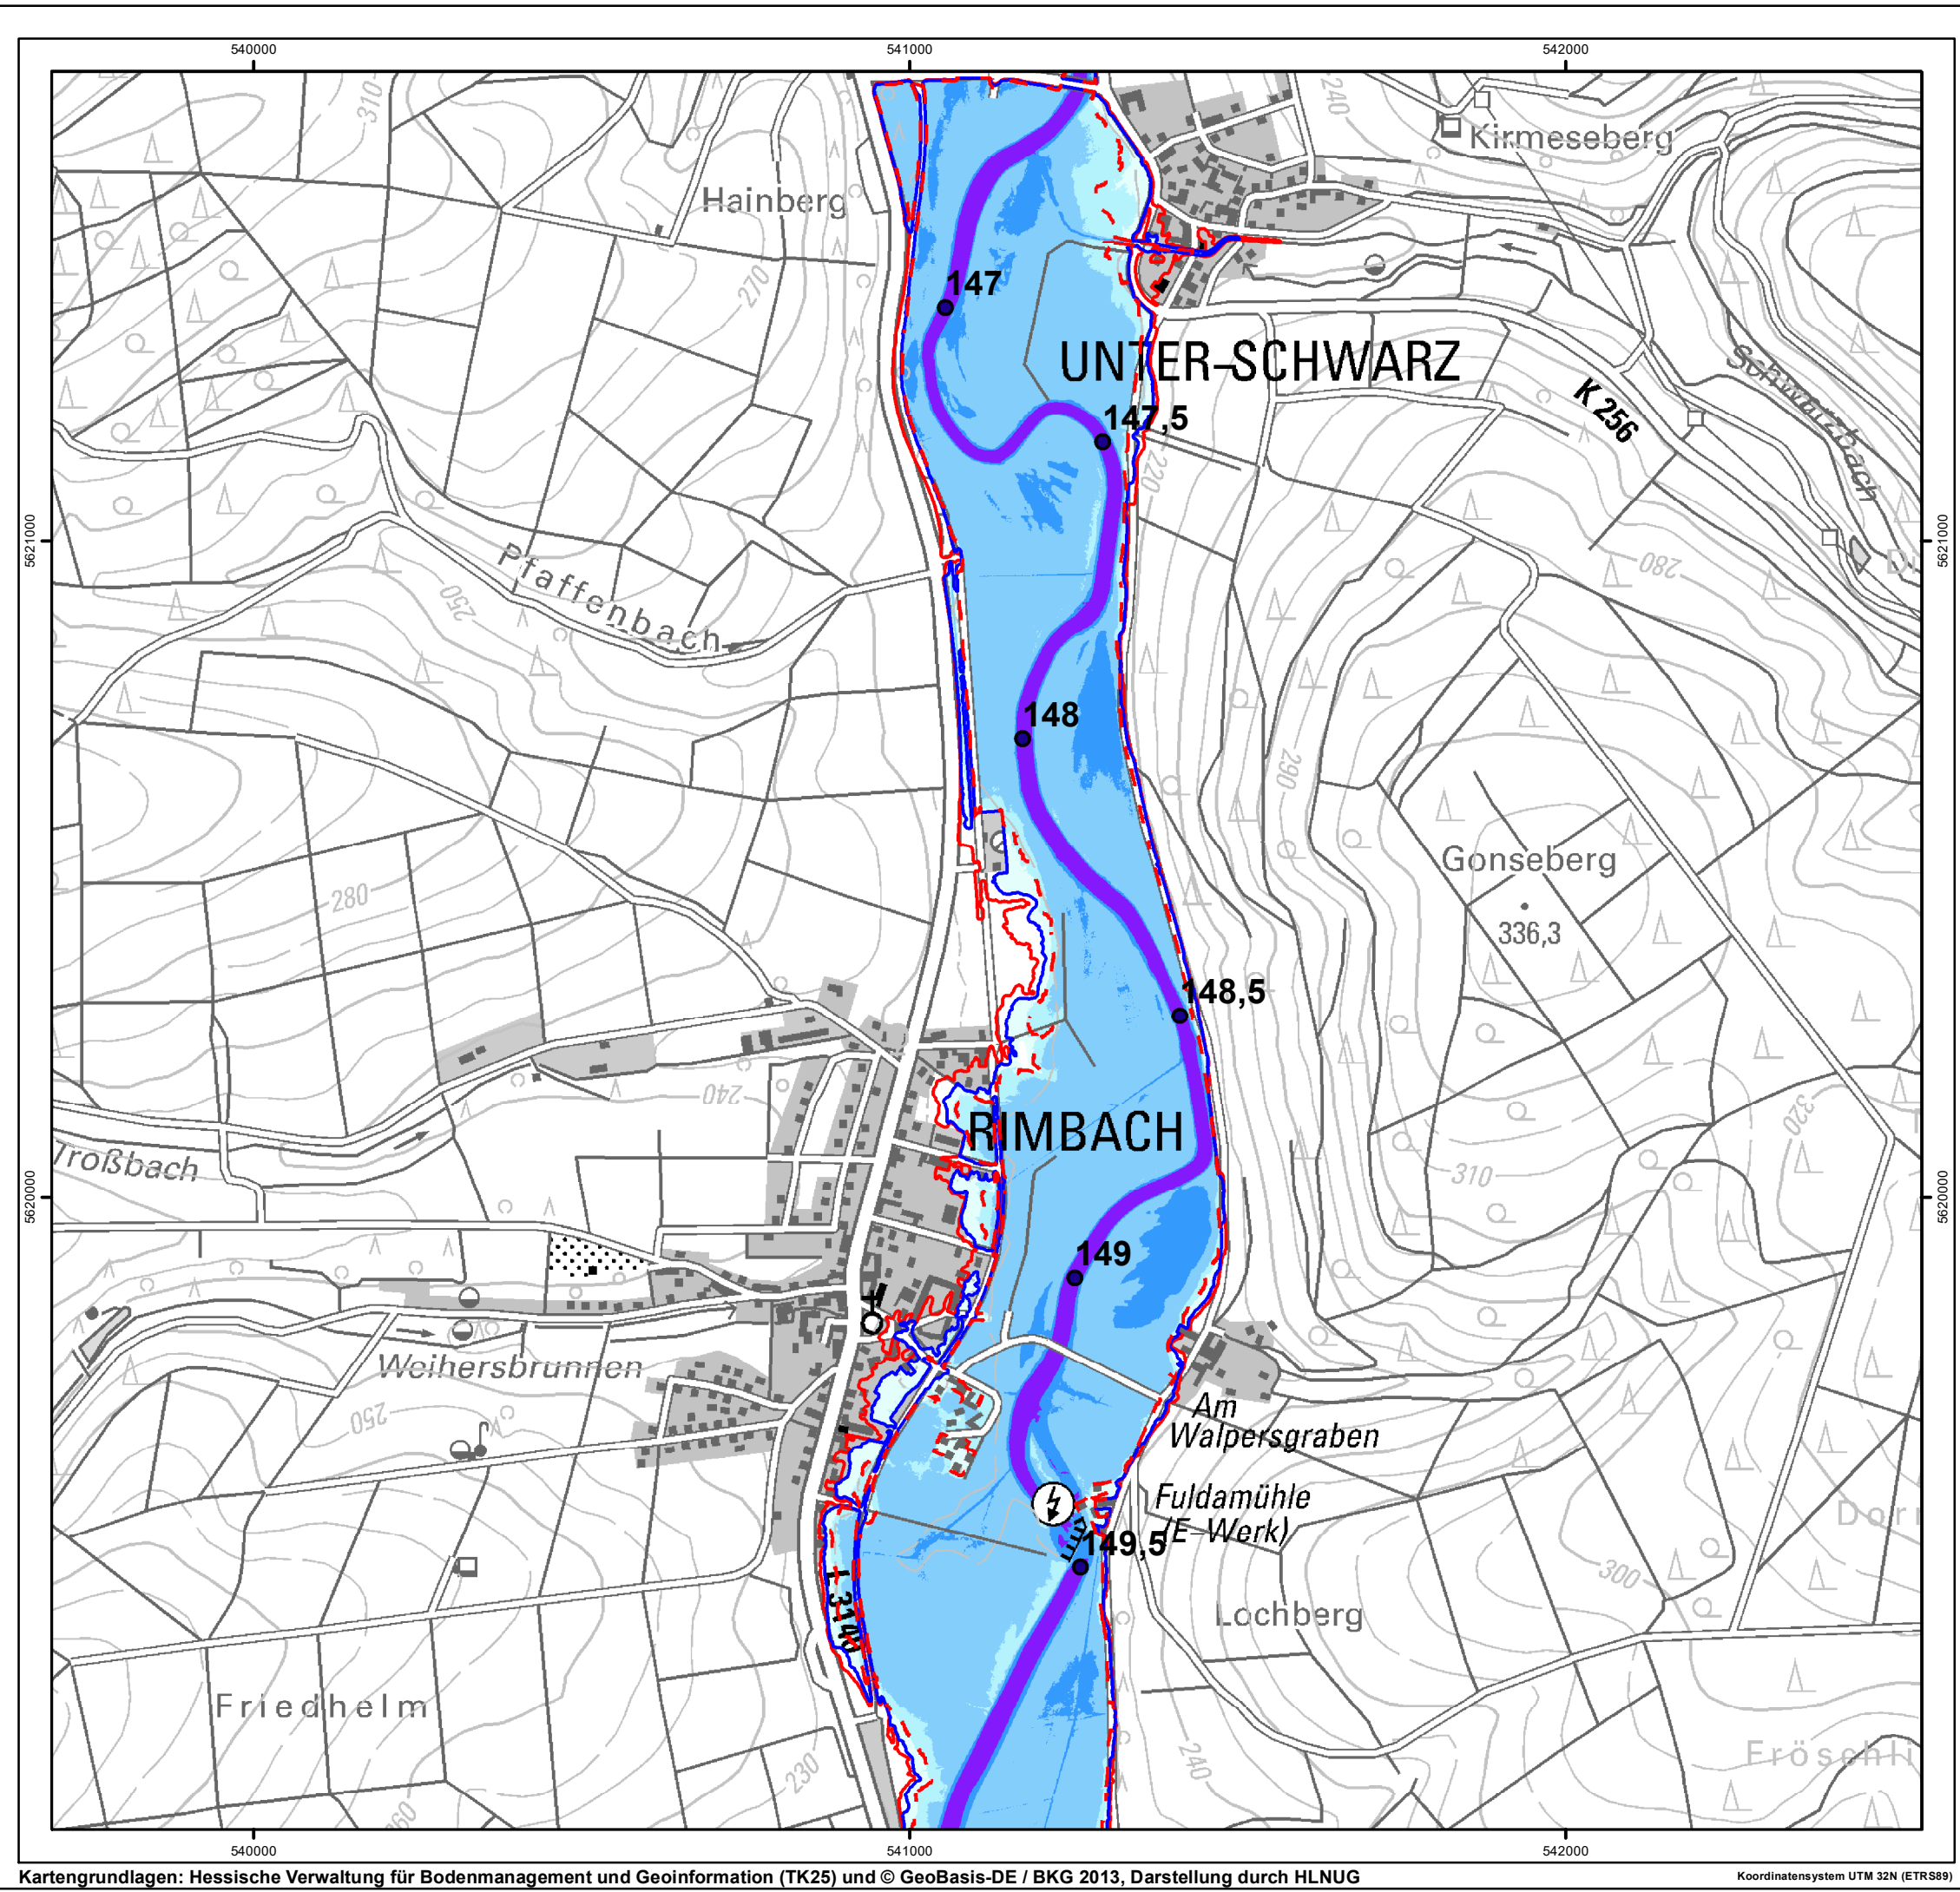 540000
541000
542000
310
240
Kirmeseberg
Hainberg
270
147
UNTER-SCHWARZ
Schwarzbach
K 256
147,5
220
5621000
5621000
Pfaffenbach
250
280
148
290
Gonseberg
280
336,3
148,5
240
320
RIMBACH
Troßbach
310
5620000
5620000
149
Weihersbrunnen
250
Am
Walpersgraben
Fuldamühle
(E-Werk)
149,5
300
Lochberg
Friedhelm
230
240
540000
541000
542000
Kartengrundlagen: Hessische Verwaltung für Bodenmanagement und Geoinformation (TK25) und © GeoBasis-DE / BKG 2013, Darstellung durch HLNUG
Koordinatensystem UTM 32N (ETRS89)